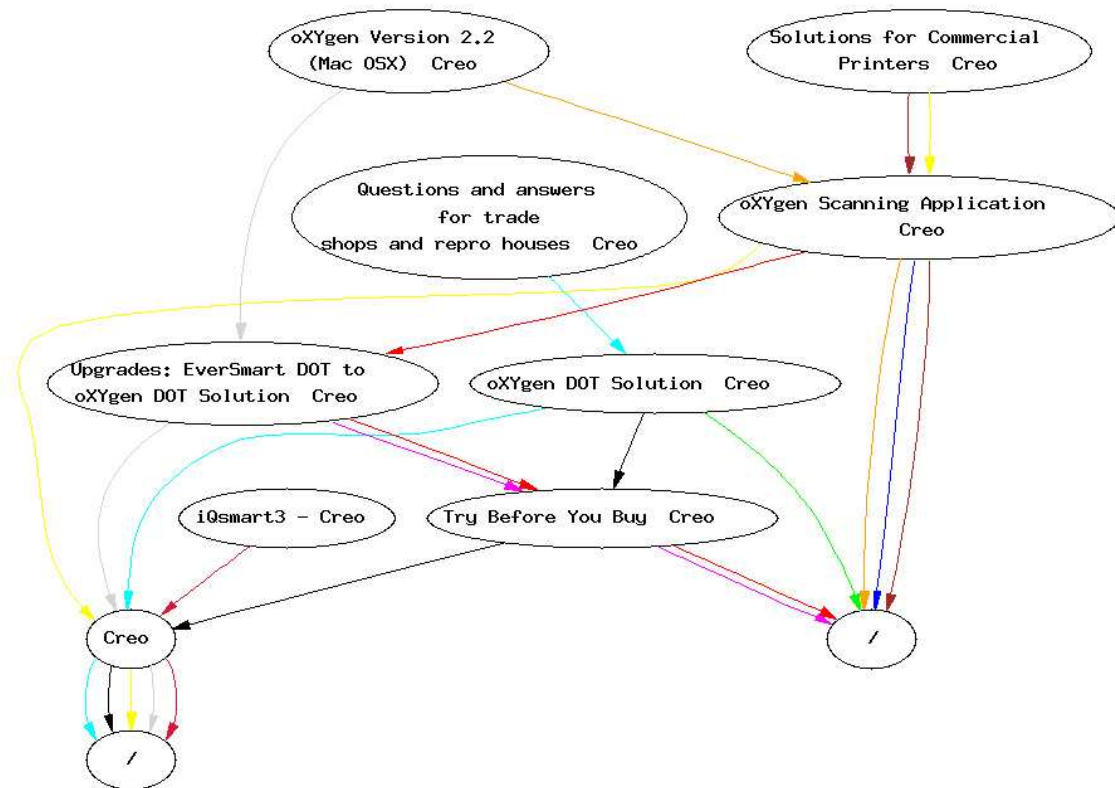 oXYgen Version 2.2
(Mac OSX)  Creo
Solutions for Commercial
Printers  Creo
Questions and answers
for trade
shops and repro houses  Creo
oXYgen Scanning Application
Creo
Upgrades: EverSmart DOT to
oXYgen DOT Solution  Creo
oXYgen DOT Solution  Creo
iQsmart3 - Creo
Try Before You Buy  Creo
Creo
/
/